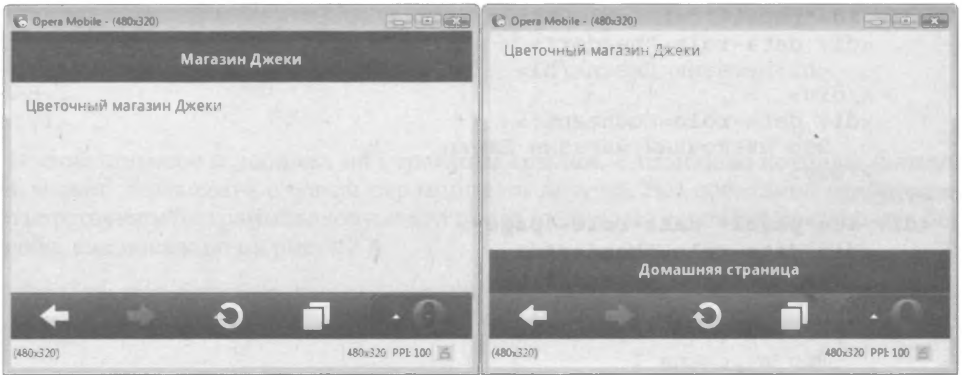 Opera Mobile - (480x320)
Магазин Джеки
Цветочный магазин Джеки
(480x320)
480x320 PPI: 100
Opera Mobile - (480x320)
Цветочный магазин Джеки
Домашняя страница
(480x320)
480x320 PPI: 100